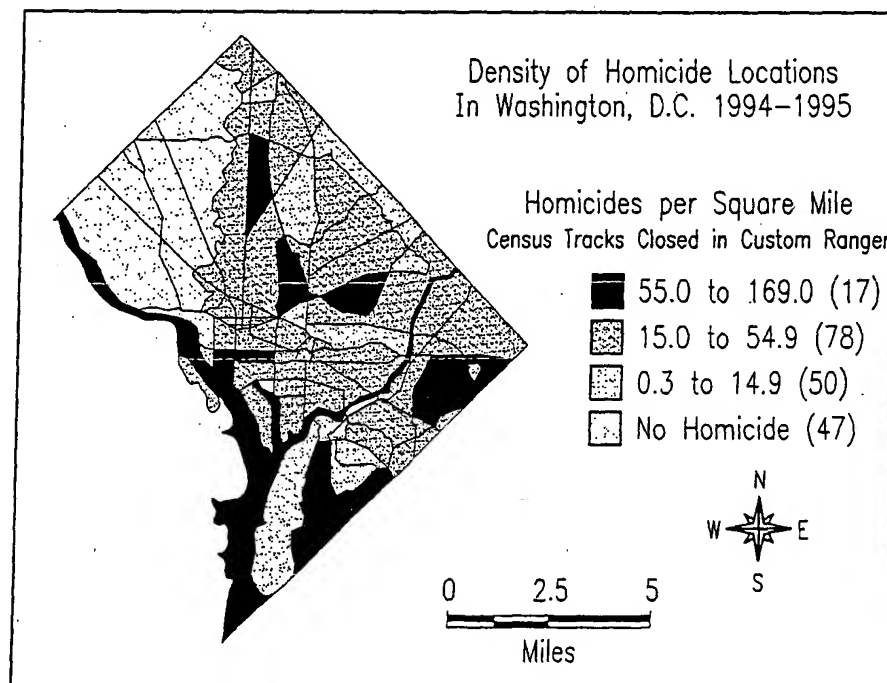 Density of Homicide Locations
In Washington, D.C. 1994-1995
Homicides per Square Mile
Census Tracks Closed in Custom Ranger
55.0 to 169.0 (17)
15.0 to 54.9 (78)
0.3 to 14.9 (50)
No Homicide (47)
N
W E
S
0 2.5 5
Miles